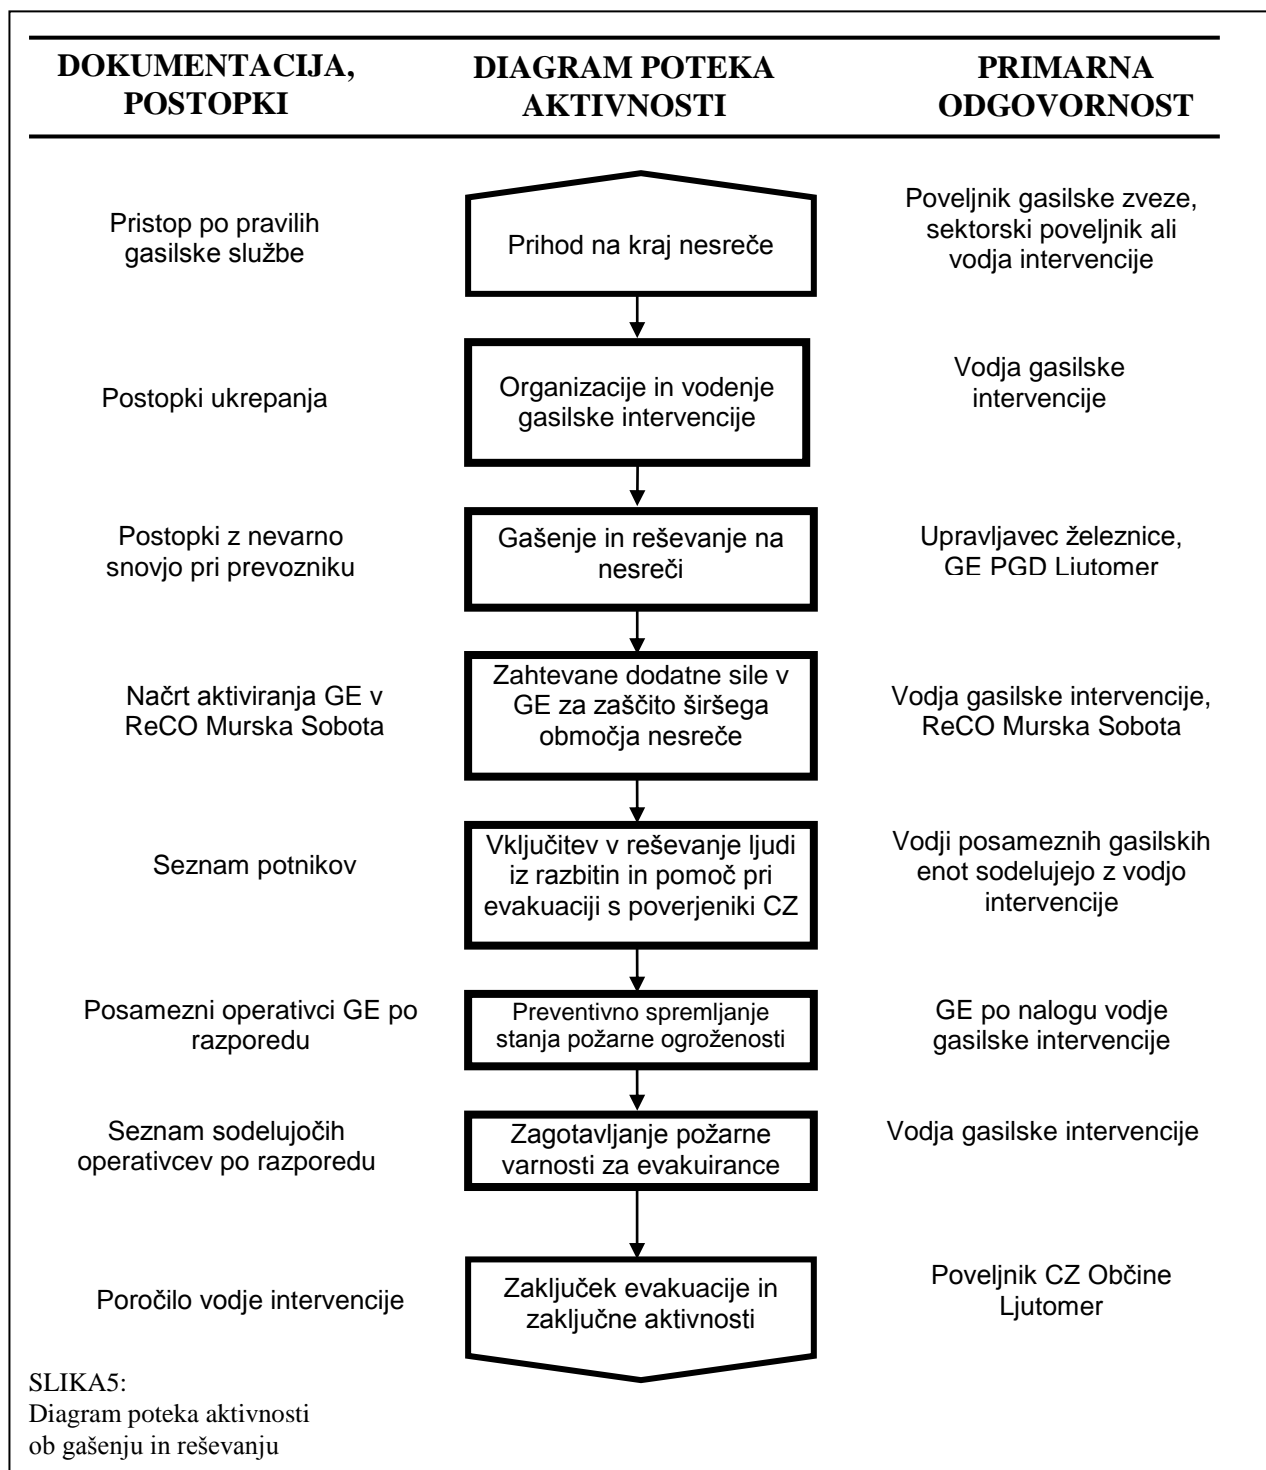 DOKUMENTACIJA,
POSTOPKI
DIAGRAM POTEKA
AKTIVNOSTI
PRIMARNA
ODGOVORNOST
Pristop po pravilih
gasilske službe
Prihod na kraj nesreče
Poveljnik gasilske zveze,
sektorski poveljnik ali
vodja intervencije
Postopki ukrepanja
Organizacije in vodenje
gasilske intervencije
Vodja gasilske
intervencije
Postopki z nevarno
snovjo pri prevozniku
Gašenje in reševanje na
nesreči
Upravljavec železnice,
GE PGD Ljutomer
Načrt aktiviranja GE v
ReCO Murska Sobota
Zahtevane dodatne sile v
GE za zaščito širšega
območja nesreče
Vodja gasilske intervencije,
ReCO Murska Sobota
Seznam potnikov
Vključitev v reševanje ljudi
iz razbitin in pomoč pri
evakuaciji s poverjeniki CZ
Vodji posameznih gasilskih
enot sodelujejo z vodjo
intervencije
Posamezni operativci GE po
razporedu
Preventivno spremljanje
stanja požarne ogroženosti
GE po nalogu vodje
gasilske intervencije
Seznam sodelujočih
operativcev po razporedu
Zagotavljanje požarne
varnosti za evakuirance
Vodja gasilske intervencije
Poročilo vodje intervencije
Zaključek evakuacije in
zaključne aktivnosti
Poveljnik CZ Občine
Ljutomer
SLIKA5:
Diagram poteka aktivnosti
ob gašenju in reševanju